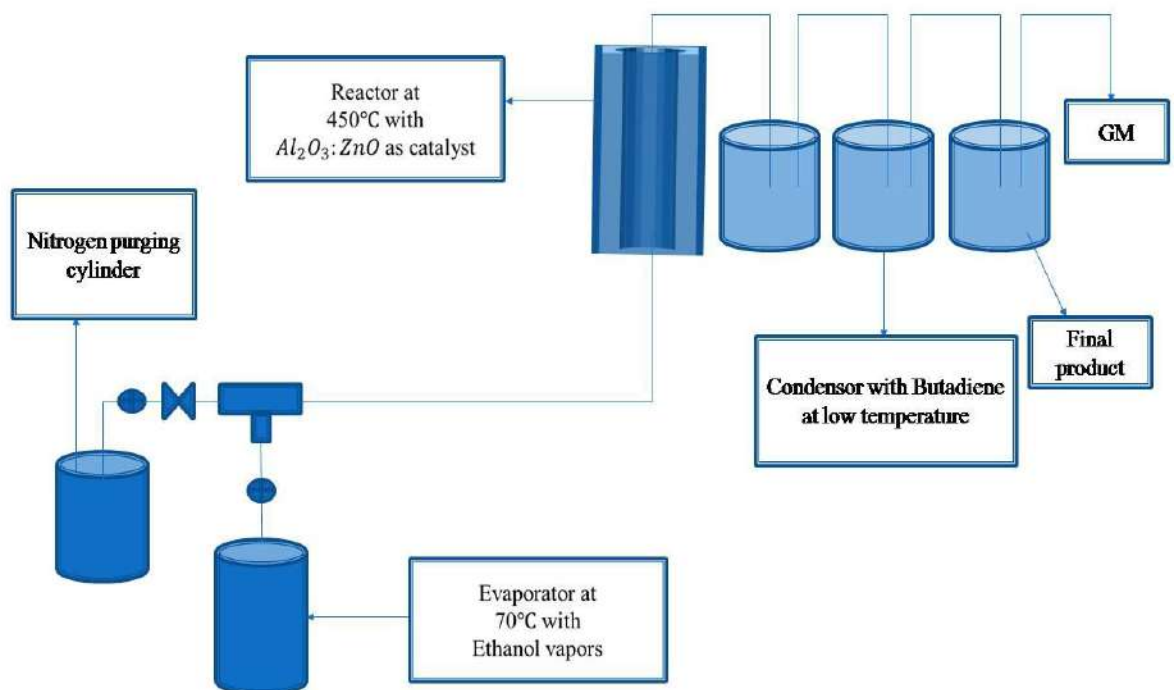 Reactor at
450℃ with
Al₂O₃: ZnO as catalyst
GM
Nitrogen purging
cylinder
Final
product
Condensor with Butadiene
at low temperature
Evaporator at
70℃ with
Ethanol vapors